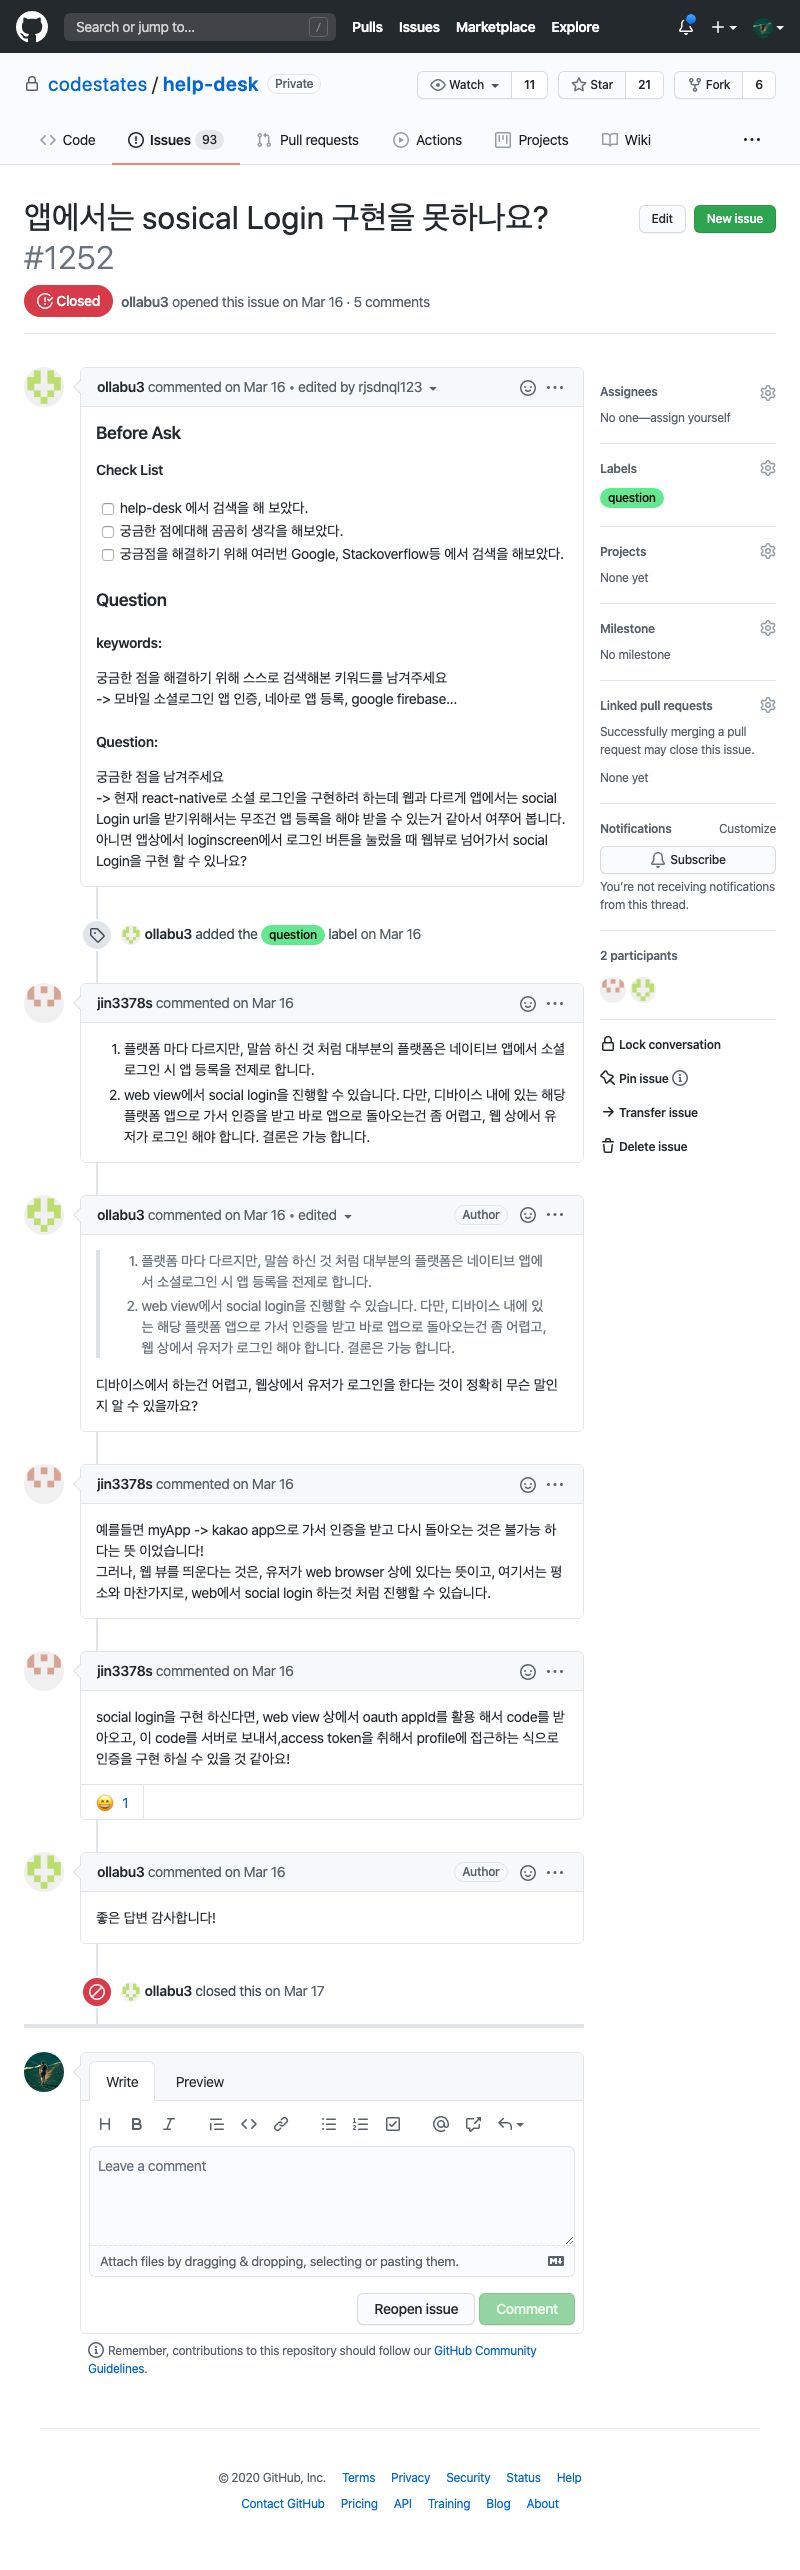 Search or jump to... /
Pulls Issues Marketplace Explore
codestates / help-desk Private
Watch 11 Star 21 Fork 6
Code Issues 93 Pull requests Actions Projects Wiki
앱에서는 sosical Login 구현을 못하나요?
#1252
Edit New issue
Closed ollabu3 opened this issue on Mar 16 · 5 comments
ollabu3 commented on Mar 16 • edited by rjsdnql123
Before Ask
Check List
help-desk 에서 검색을 해 보았다.
궁금한 점에대해 곰곰히 생각을 해보았다.
궁금점을 해결하기 위해 여러번 Google, Stackoverflow등 에서 검색을 해보았다.
Question
keywords:
궁금한 점을 해결하기 위해 스스로 검색해본 키워드를 남겨주세요
-> 모바일 소셜로그인 앱 인증, 네아로 앱 등록, google firebase...
Question:
궁금한 점을 남겨주세요
-> 현재 react-native로 소셜 로그인을 구현하려 하는데 웹과 다르게 앱에서는 social
Login url을 받기위해서는 무조건 앱 등록을 해야 받을 수 있는거 같아서 여쭈어 봅니다.
아니면 앱상에서 loginscreen에서 로그인 버튼을 눌렀을 때 웹뷰로 넘어가서 social
Login을 구현 할 수 있나요?
Assignees
No one—assign yourself
Labels
question
Projects
None yet
Milestone
No milestone
Linked pull requests
Successfully merging a pull
request may close this issue.
None yet
Notifications Customize
Subscribe
You're not receiving notifications
from this thread.
2 participants
Lock conversation
Pin issue
Transfer issue
Delete issue
ollabu3 added the question label on Mar 16
jin3378s commented on Mar 16
1. 플랫폼 마다 다르지만, 말씀 하신 것 처럼 대부분의 플랫폼은 네이티브 앱에서 소셜
로그인 시 앱 등록을 전제로 합니다.
2. web view에서 social login을 진행할 수 있습니다. 다만, 디바이스 내에 있는 해당
플랫폼 앱으로 가서 인증을 받고 바로 앱으로 돌아오는건 좀 어렵고, 웹 상에서 유
저가 로그인 해야 합니다. 결론은 가능 합니다.
ollabu3 commented on Mar 16 • edited Author
1. 플랫폼 마다 다르지만, 말씀 하신 것 처럼 대부분의 플랫폼은 네이티브 앱에
서 소셜로그인 시 앱 등록을 전제로 합니다.
2. web view에서 social login을 진행할 수 있습니다. 다만, 디바이스 내에 있
는 해당 플랫폼 앱으로 가서 인증을 받고 바로 앱으로 돌아오는건 좀 어렵고,
웹 상에서 유저가 로그인 해야 합니다. 결론은 가능 합니다.
디바이스에서 하는건 어렵고, 웹상에서 유저가 로그인을 한다는 것이 정확히 무슨 말인
지 알 수 있을까요?
jin3378s commented on Mar 16
예를들면 myApp -> kakao app으로 가서 인증을 받고 다시 돌아오는 것은 불가능 하
다는 뜻 이었습니다!
그러나, 웹 뷰를 띄운다는 것은, 유저가 web browser 상에 있다는 뜻이고, 여기서는 평
소와 마찬가지로, web에서 social login 하는것 처럼 진행할 수 있습니다.
jin3378s commented on Mar 16
social login을 구현 하신다면, web view 상에서 oauth appId를 활용 해서 code를 받
아오고, 이 code를 서버로 보내서,access token을 취해서 profile에 접근하는 식으로
인증을 구현 하실 수 있을 것 같아요!
😄 1
ollabu3 commented on Mar 16 Author
좋은 답변 감사합니다!
ollabu3 closed this on Mar 17
Write Preview
Leave a comment
Attach files by dragging & dropping, selecting or pasting them.
Reopen issue Comment
Remember, contributions to this repository should follow our GitHub Community
Guidelines.
© 2020 GitHub, Inc. Terms Privacy Security Status Help
Contact GitHub Pricing API Training Blog About